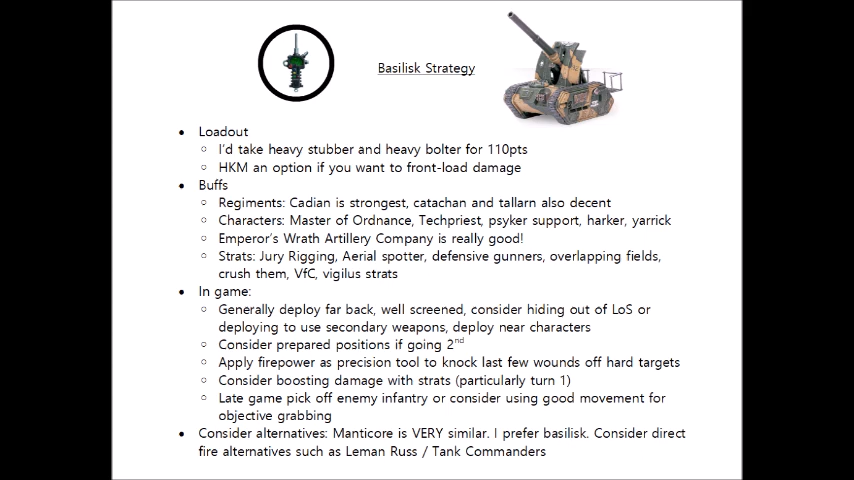 Basilisk Strategy
• Loadout
○ I'd take heavy stubber and heavy bolter for 110pts
○ HKM an option if you want to front-load damage
• Buffs
○ Regiments: Cadian is strongest, catachan and tallarn also decent
○ Characters: Master of Ordnance, Techpriest, psyker support, harker, yarrick
○ Emperor's Wrath Artillery Company is really good!
○ Strats: Jury Rigging, Aerial spotter, defensive gunners, overlapping fields,
crush them, VfC, vigilus strats
• In game:
○ Generally deploy far back, well screened, consider hiding out of LoS or
deploying to use secondary weapons, deploy near characters
○ Consider prepared positions if going 2nd
○ Apply firepower as precision tool to knock last few wounds off hard targets
○ Consider boosting damage with strats (particularly turn 1)
○ Late game pick off enemy infantry or consider using good movement for
objective grabbing
• Consider alternatives: Manticore is VERY similar. I prefer basilisk. Consider direct
fire alternatives such as Leman Russ / Tank Commanders